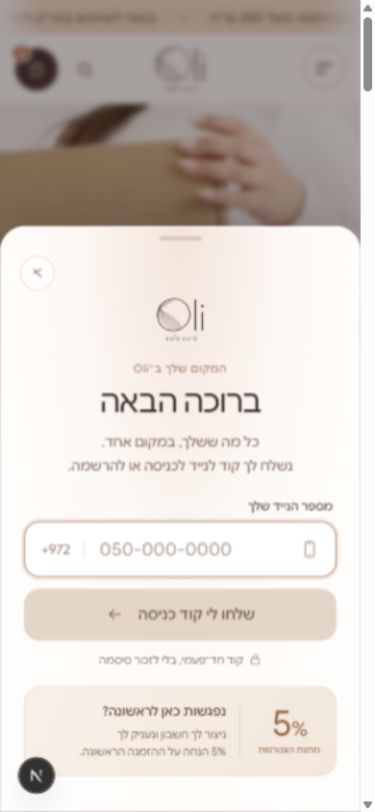 Oli
Oli
המקום שלך ב־Oli
ברוכה הבאה
כל מה ששלך, במקום אחד.
נשלח לך קוד לנייד לכניסה או להרשמה.
מספר הנייד שלך
+972 050-000-0000
שלחו לי קוד כניסה ←
קוד חד־פעמי, בלי לזכור סיסמה
5%
מתנת הצטרפות
נפגשות כאן לראשונה?
ניצור לך חשבון ונעניק לך
5% הנחה על ההזמנה הראשונה.
N